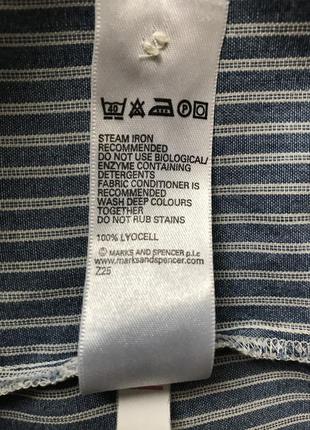 40 P
STEAM IRON
RECOMMENDED
DO NOT USE BIOLOGICAL/
ENZYME CONTAINING
DETERGENTS
FABRIC CONDITIONER IS
RECOMMENDED
WASH DEEP COLOURS
TOGETHER
DO NOT RUB STAINS
100% LYOCELL
© MARKS AND SPENCER p.l.c
www.marksandspencer.com
Z25